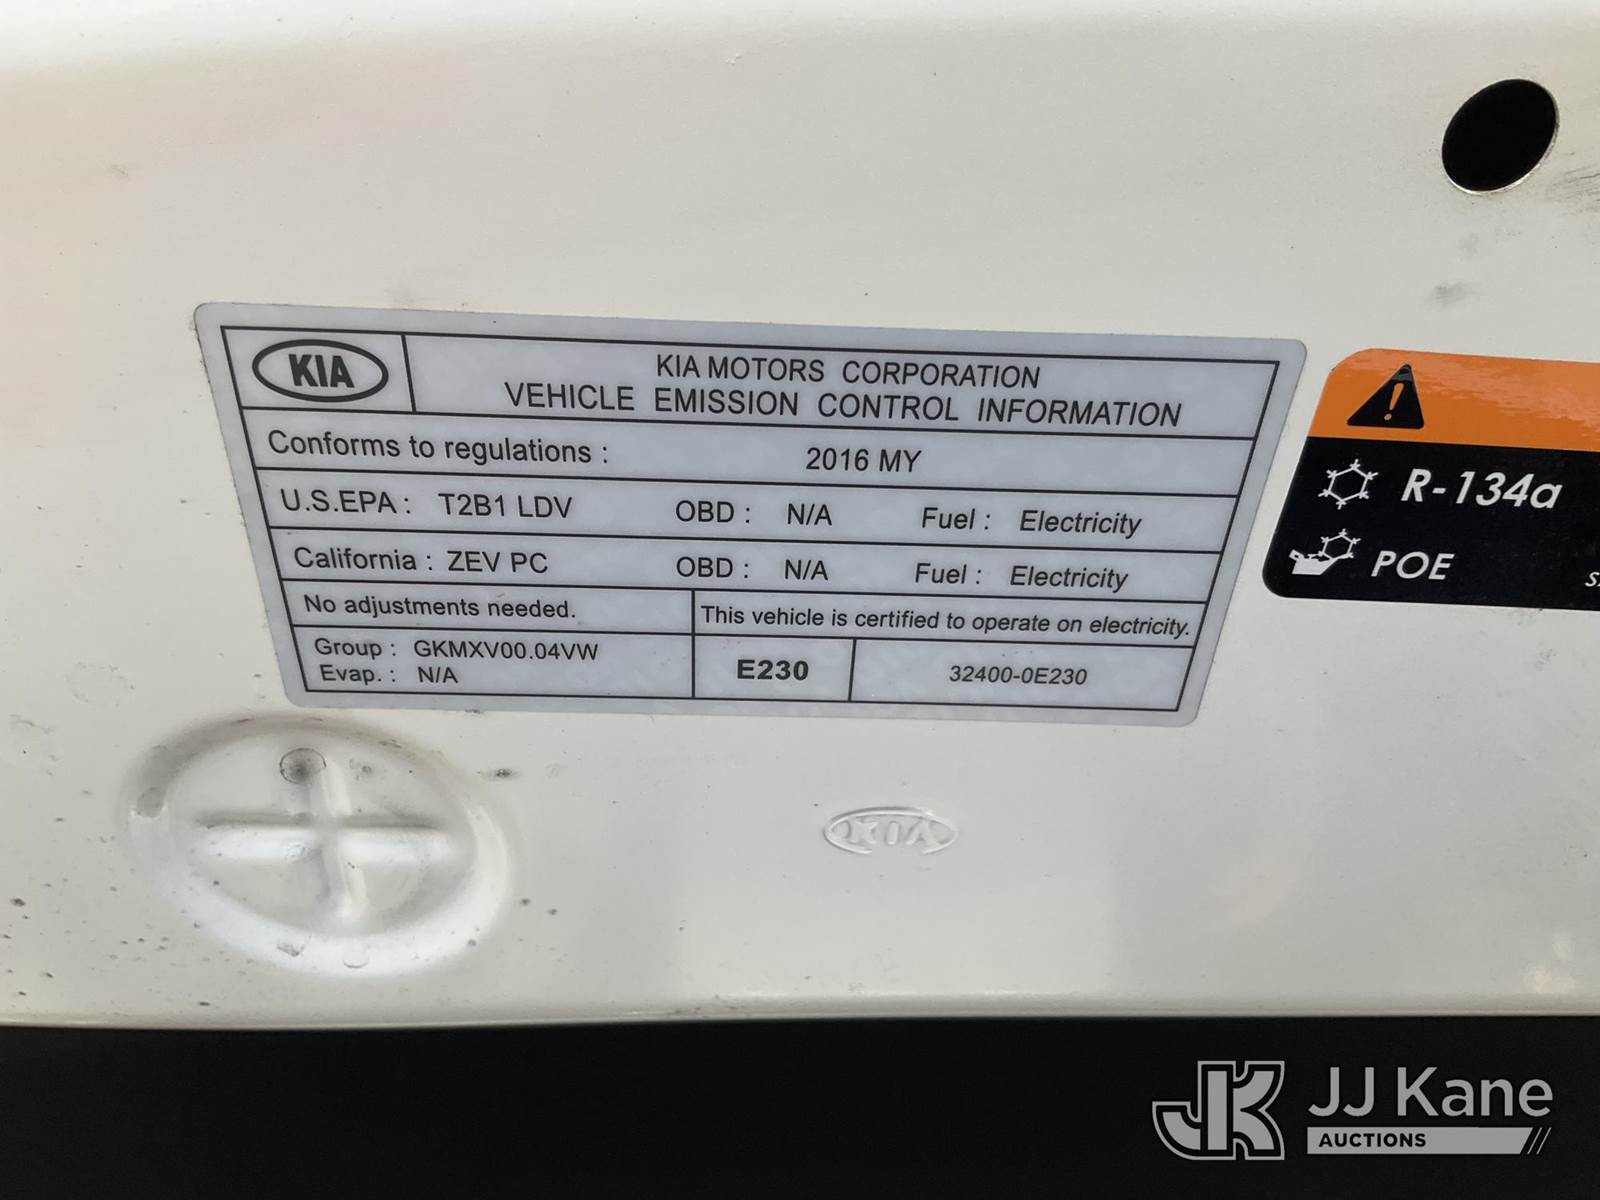 KIA
KIA MOTORS CORPORATION
VEHICLE EMISSION CONTROL INFORMATION
Conforms to regulations : 2016 MY
U.S.EPA : T2B1 LDV OBD : N/A Fuel : Electricity
California : ZEV PC OBD : N/A Fuel : Electricity
No adjustments needed.
This vehicle is certified to operate on electricity.
Group : GKMXV00.04VW
Evap. : N/A
E230
32400-0E230
R-134a
POE
KIA
JK JJ Kane
AUCTIONS